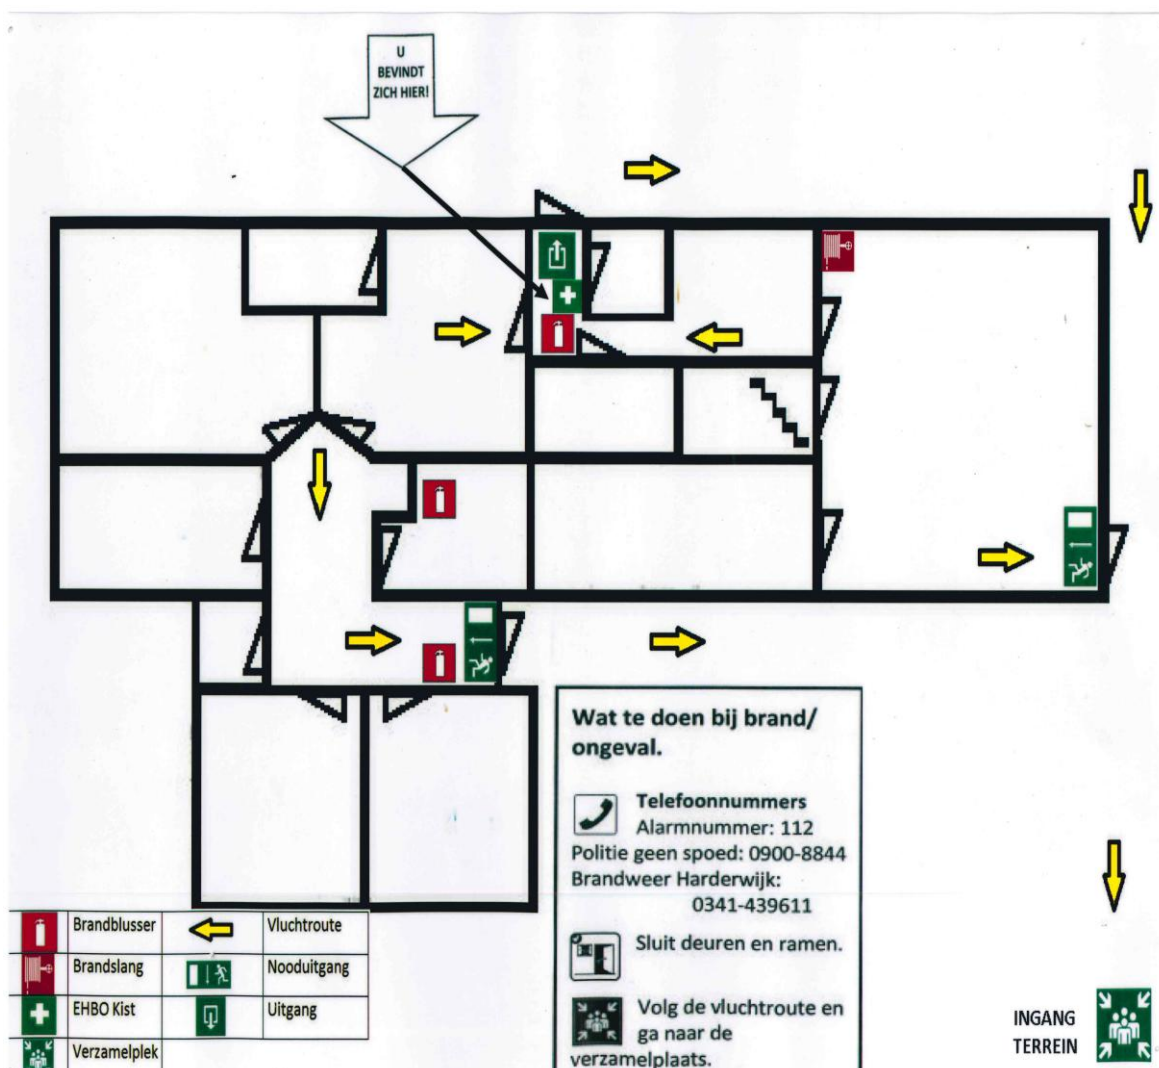 U
BEVINDT
ZICH HIER!
Wat te doen bij brand/
ongeval.
Telefoonnummers
Alarmnummer: 112
Politie geen spoed: 0900-8844
Brandweer Harderwijk:
0341-439611
Sluit deuren en ramen.
Volg de vluchtroute en
ga naar de
verzamelplaats.
Brandblusser
Vluchtroute
Brandslang
Nooduitgang
EHBO Kist
Uitgang
Verzamelplek
INGANG
TERREIN